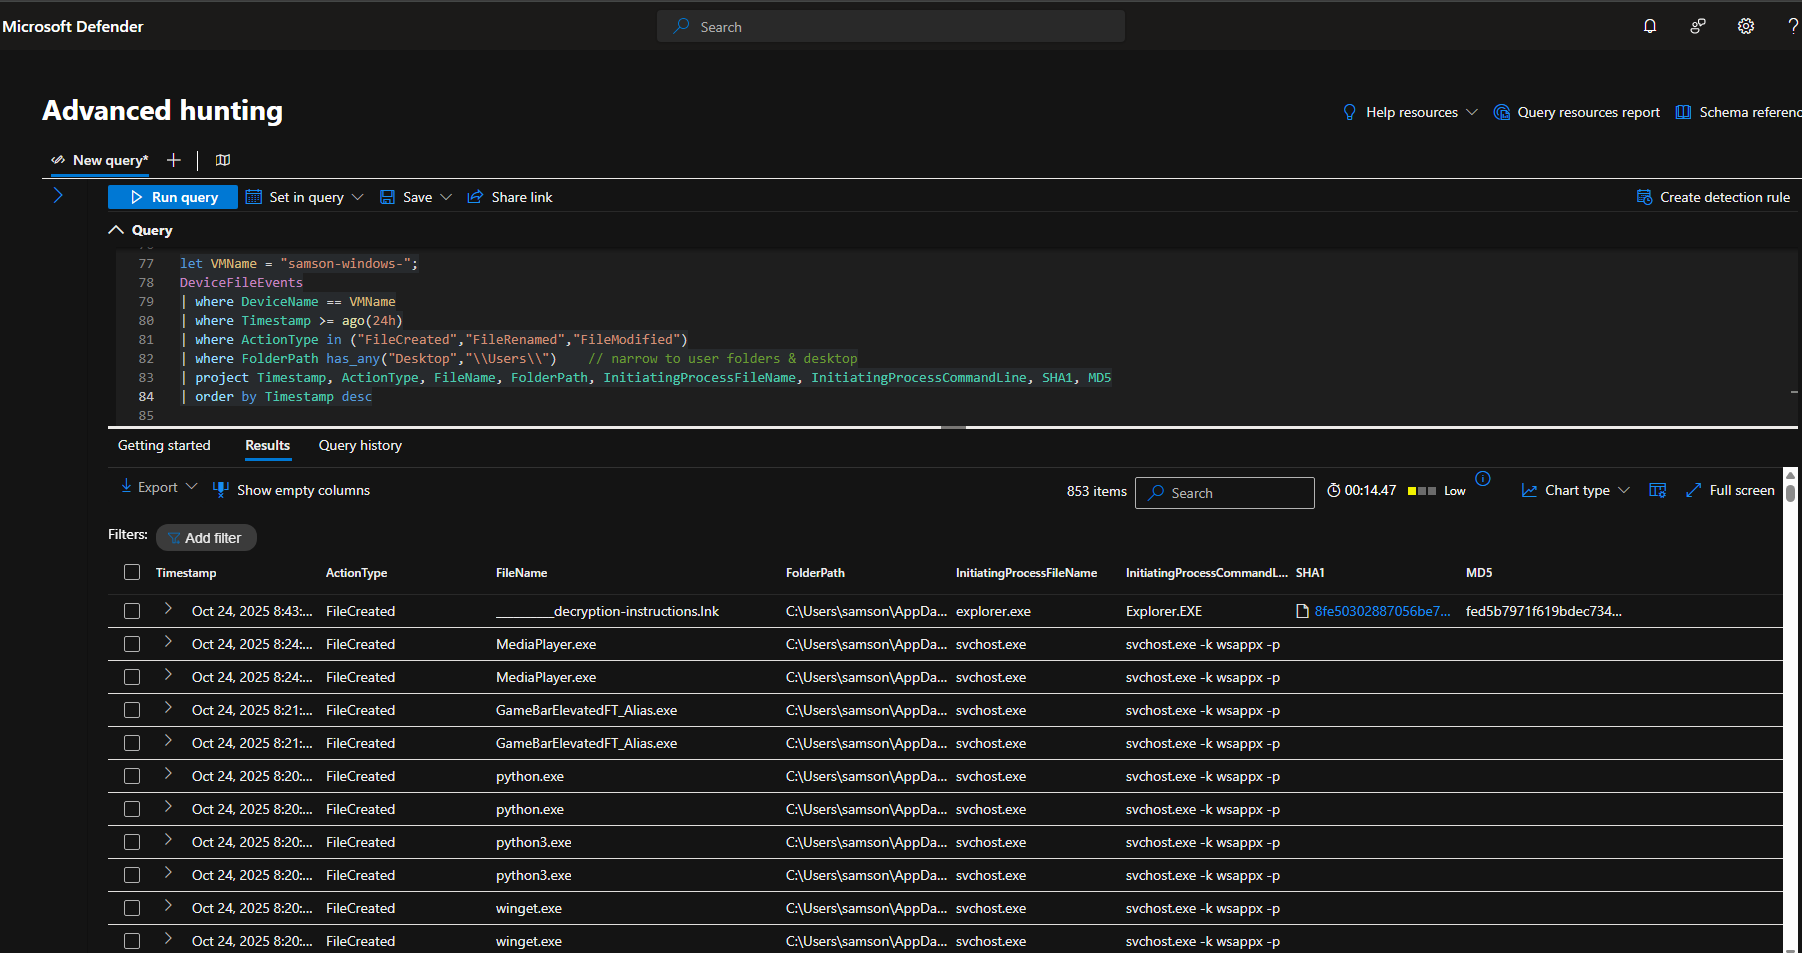 Microsoft Defender
Search
?
Advanced hunting
Help resources
Query resources report
Schema referenc
New query*
Run query
Set in query
Save
Share link
Create detection rule
Query
77 let VMName = "samson-windows-";
78 DeviceFileEvents
79 | where DeviceName == VMName
80 | where Timestamp >= ago(24h)
81 | where ActionType in ("FileCreated","FileRenamed","FileModified")
82 | where FolderPath has_any("Desktop","\\Users\\") // narrow to user folders & desktop
83 | project Timestamp, ActionType, FileName, FolderPath, InitiatingProcessFileName, InitiatingProcessCommandLine, SHA1, MD5
84 | order by Timestamp desc
85
Getting started Results Query history
Export Show empty columns 853 items Search 00:14.47 Low Chart type Full screen
Filters: Add filter
Timestamp ActionType FileName FolderPath InitiatingProcessFileName InitiatingProcessCommandL... SHA1 MD5
Oct 24, 2025 8:43:... FileCreated _________decryption-instructions.lnk C:\Users\samson\AppDa... explorer.exe Explorer.EXE 8fe50302887056be7... fed5b7971f619bdec734...
Oct 24, 2025 8:24:... FileCreated MediaPlayer.exe C:\Users\samson\AppDa... svchost.exe svchost.exe -k wsappx -p
Oct 24, 2025 8:24:... FileCreated MediaPlayer.exe C:\Users\samson\AppDa... svchost.exe svchost.exe -k wsappx -p
Oct 24, 2025 8:21:... FileCreated GameBarElevatedFT_Alias.exe C:\Users\samson\AppDa... svchost.exe svchost.exe -k wsappx -p
Oct 24, 2025 8:21:... FileCreated GameBarElevatedFT_Alias.exe C:\Users\samson\AppDa... svchost.exe svchost.exe -k wsappx -p
Oct 24, 2025 8:20:... FileCreated python.exe C:\Users\samson\AppDa... svchost.exe svchost.exe -k wsappx -p
Oct 24, 2025 8:20:... FileCreated python.exe C:\Users\samson\AppDa... svchost.exe svchost.exe -k wsappx -p
Oct 24, 2025 8:20:... FileCreated python3.exe C:\Users\samson\AppDa... svchost.exe svchost.exe -k wsappx -p
Oct 24, 2025 8:20:... FileCreated python3.exe C:\Users\samson\AppDa... svchost.exe svchost.exe -k wsappx -p
Oct 24, 2025 8:20:... FileCreated winget.exe C:\Users\samson\AppDa... svchost.exe svchost.exe -k wsappx -p
Oct 24, 2025 8:20:... FileCreated winget.exe C:\Users\samson\AppDa... svchost.exe svchost.exe -k wsappx -p